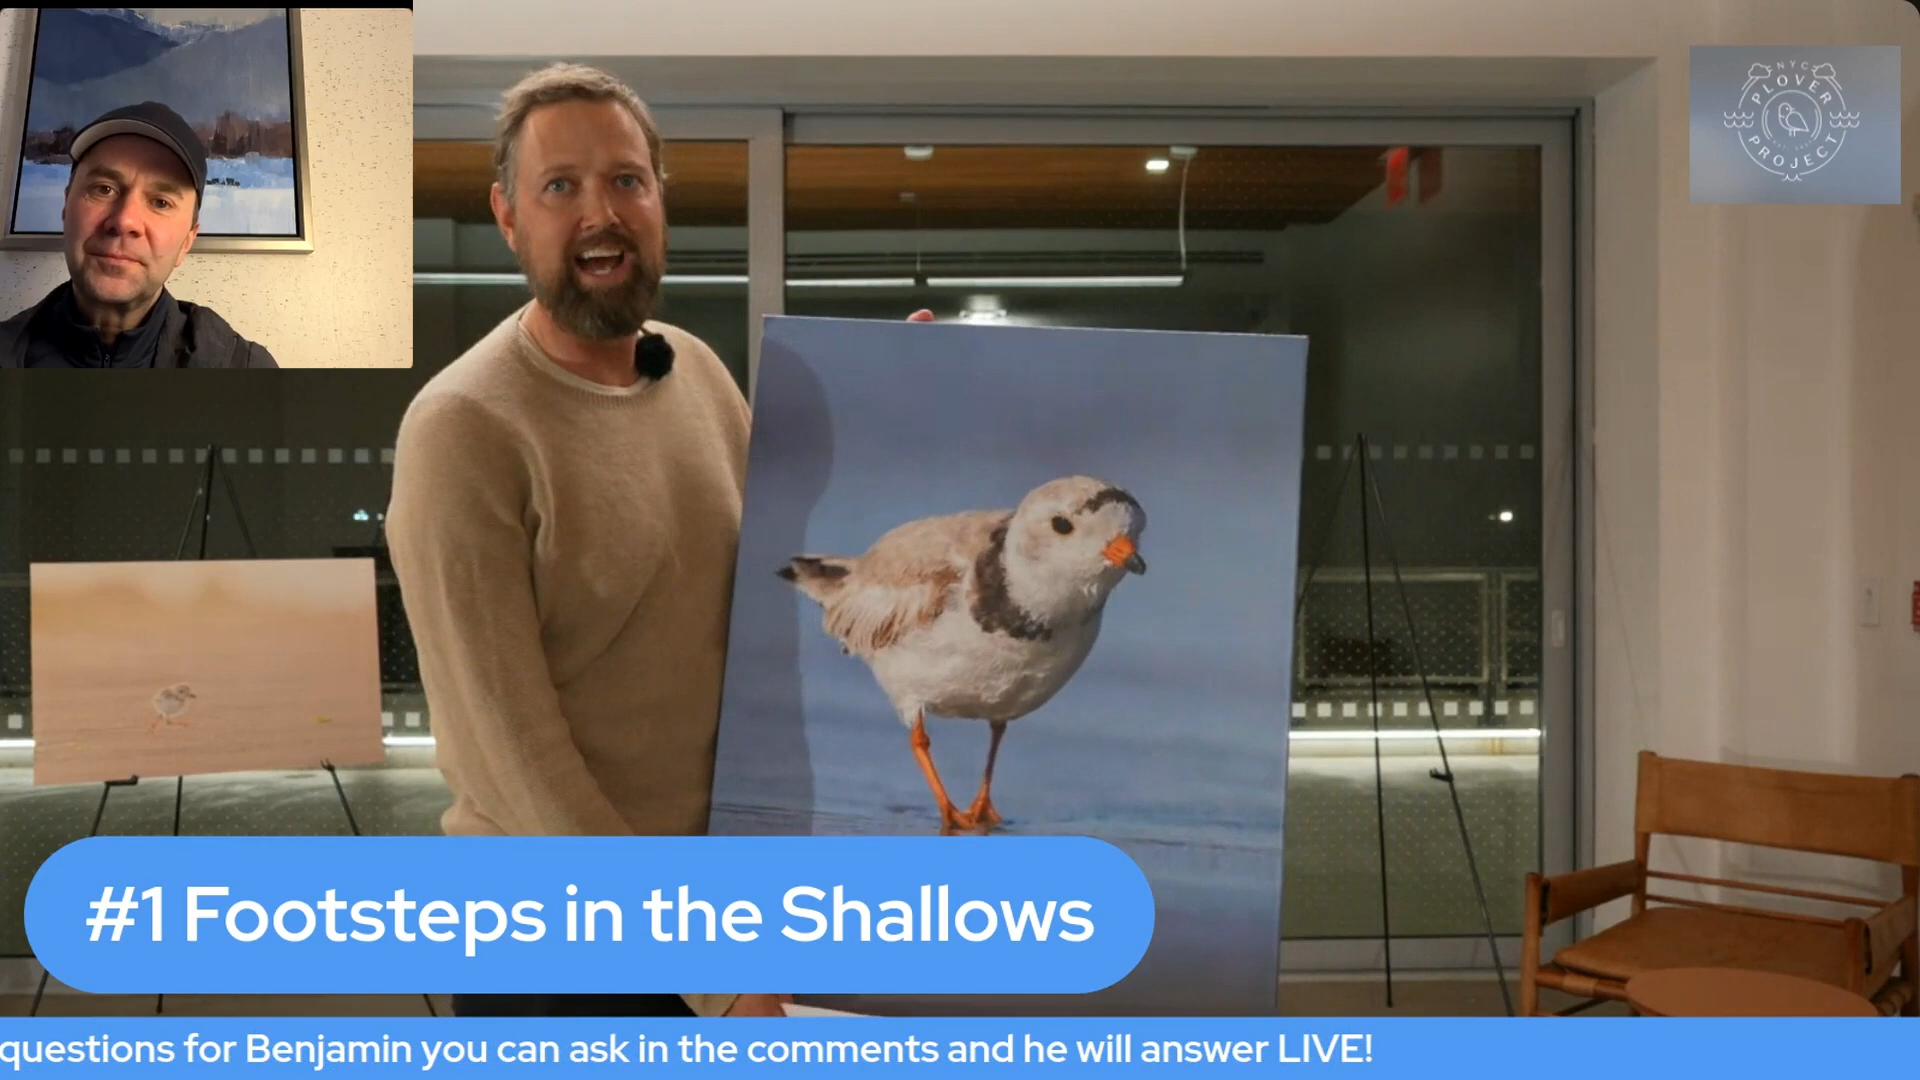 NYC
PLOVER
PROJECT
#1 Footsteps in the Shallows
questions for Benjamin you can ask in the comments and he will answer LIVE!